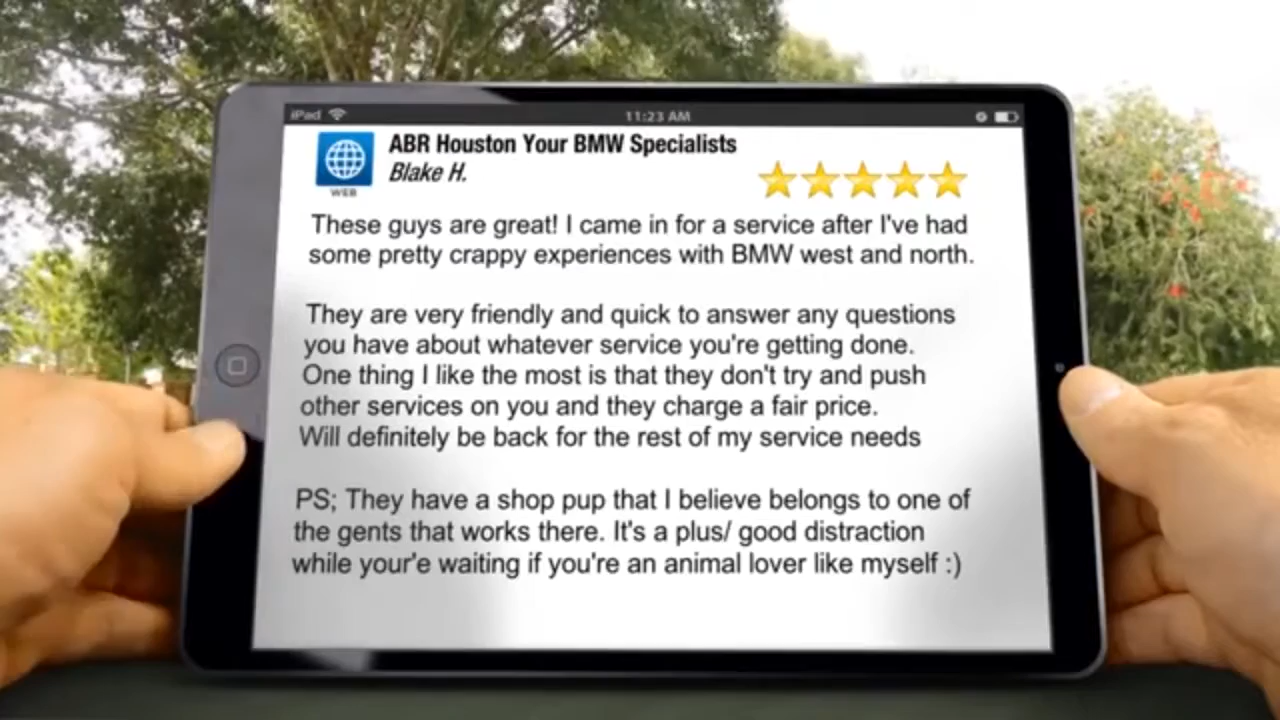 iPad
11:23 AM
ABR Houston Your BMW Specialists
Blake H.
WEB
These guys are great! I came in for a service after I've had
some pretty crappy experiences with BMW west and north.
They are very friendly and quick to answer any questions
you have about whatever service you're getting done.
One thing I like the most is that they don't try and push
other services on you and they charge a fair price.
Will definitely be back for the rest of my service needs
PS; They have a shop pup that I believe belongs to one of
the gents that works there. It's a plus/ good distraction
while your'e waiting if you're an animal lover like myself :)